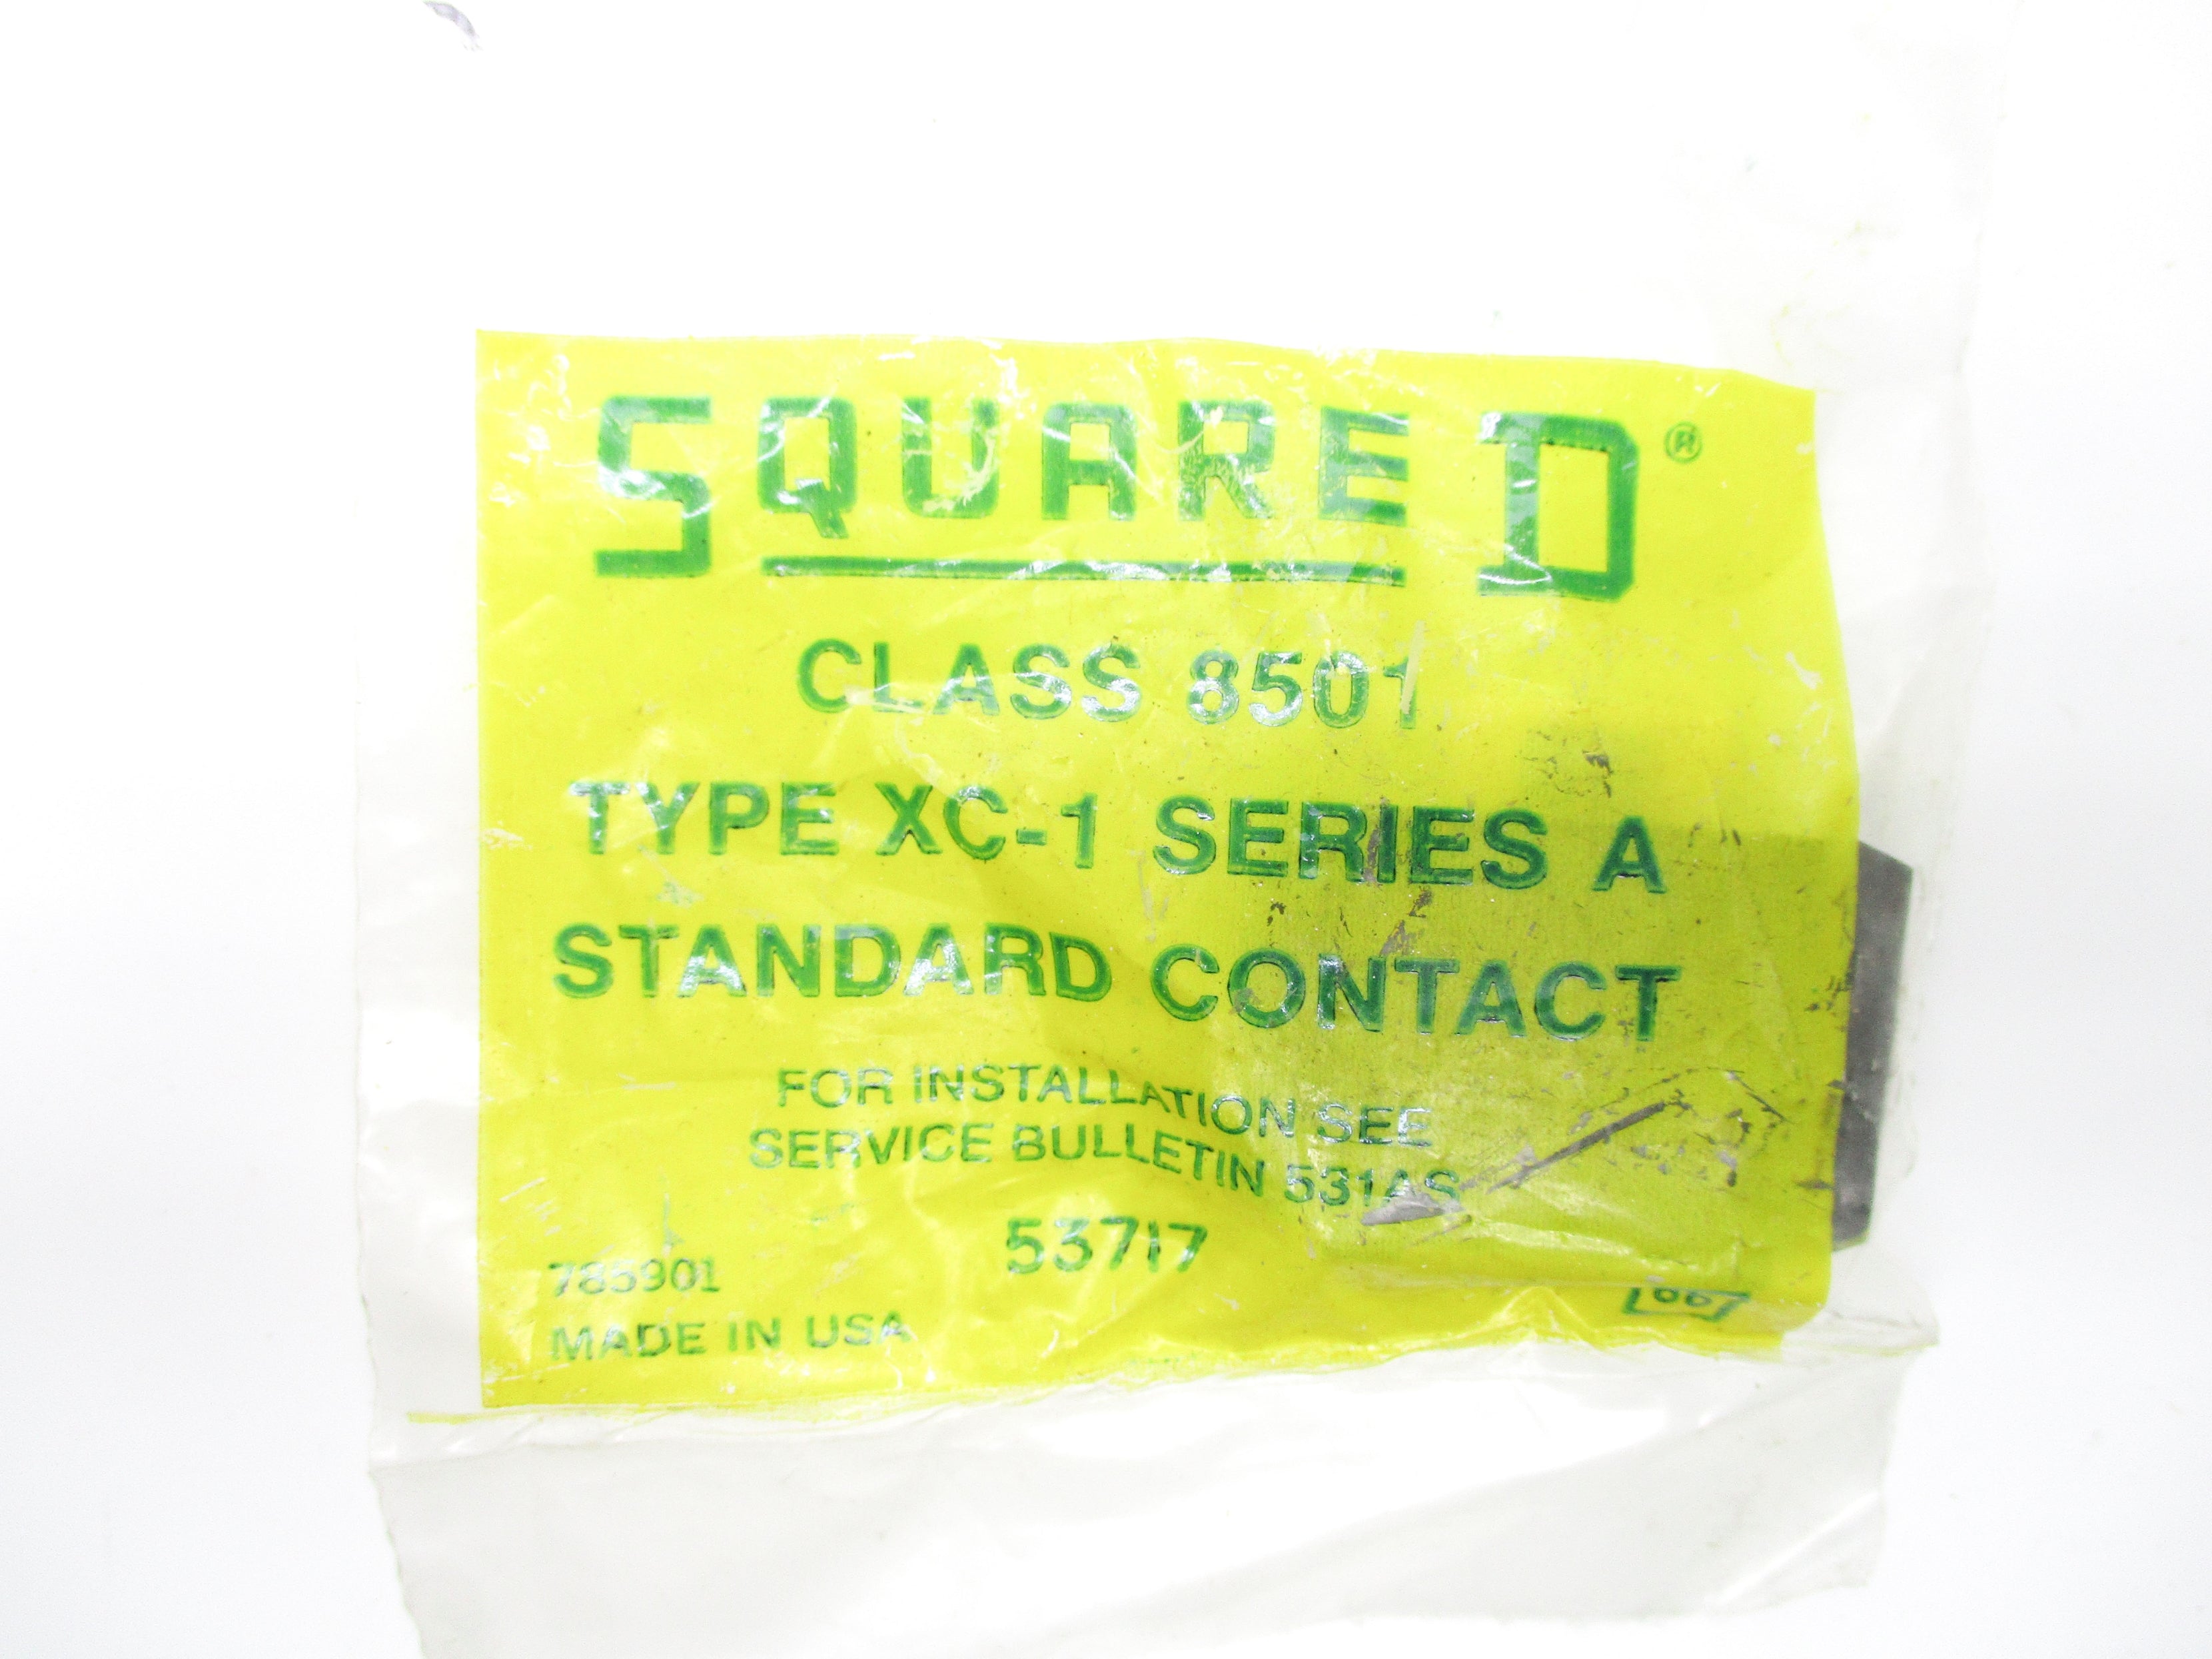 SQUARE D®
CLASS 8501
TYPE XC-1 SERIES A
STANDARD CONTACT
FOR INSTALLATION SEE
SERVICE BULLETIN 531AS
53717
785901
MADE IN USA